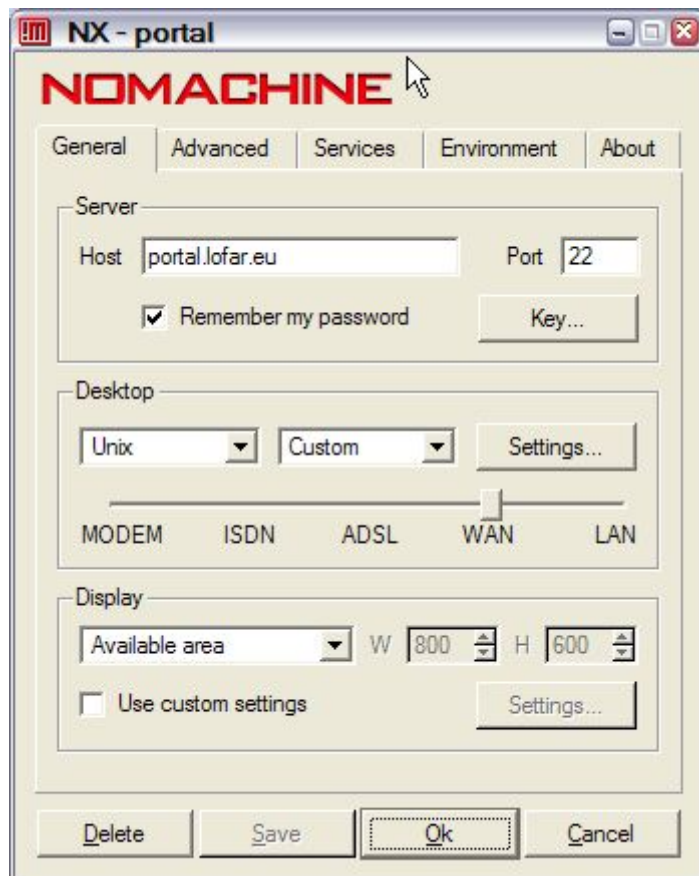 NX - portal
NOMACHINE
General Advanced Services Environment About
Server
Host portal.lofar.eu Port 22
Remember my password Key...
Desktop
Unix Custom Settings...
MODEM ISDN ADSL WAN LAN
Display
Available area W 800 H 600
Use custom settings Settings...
Delete Save Ok Cancel